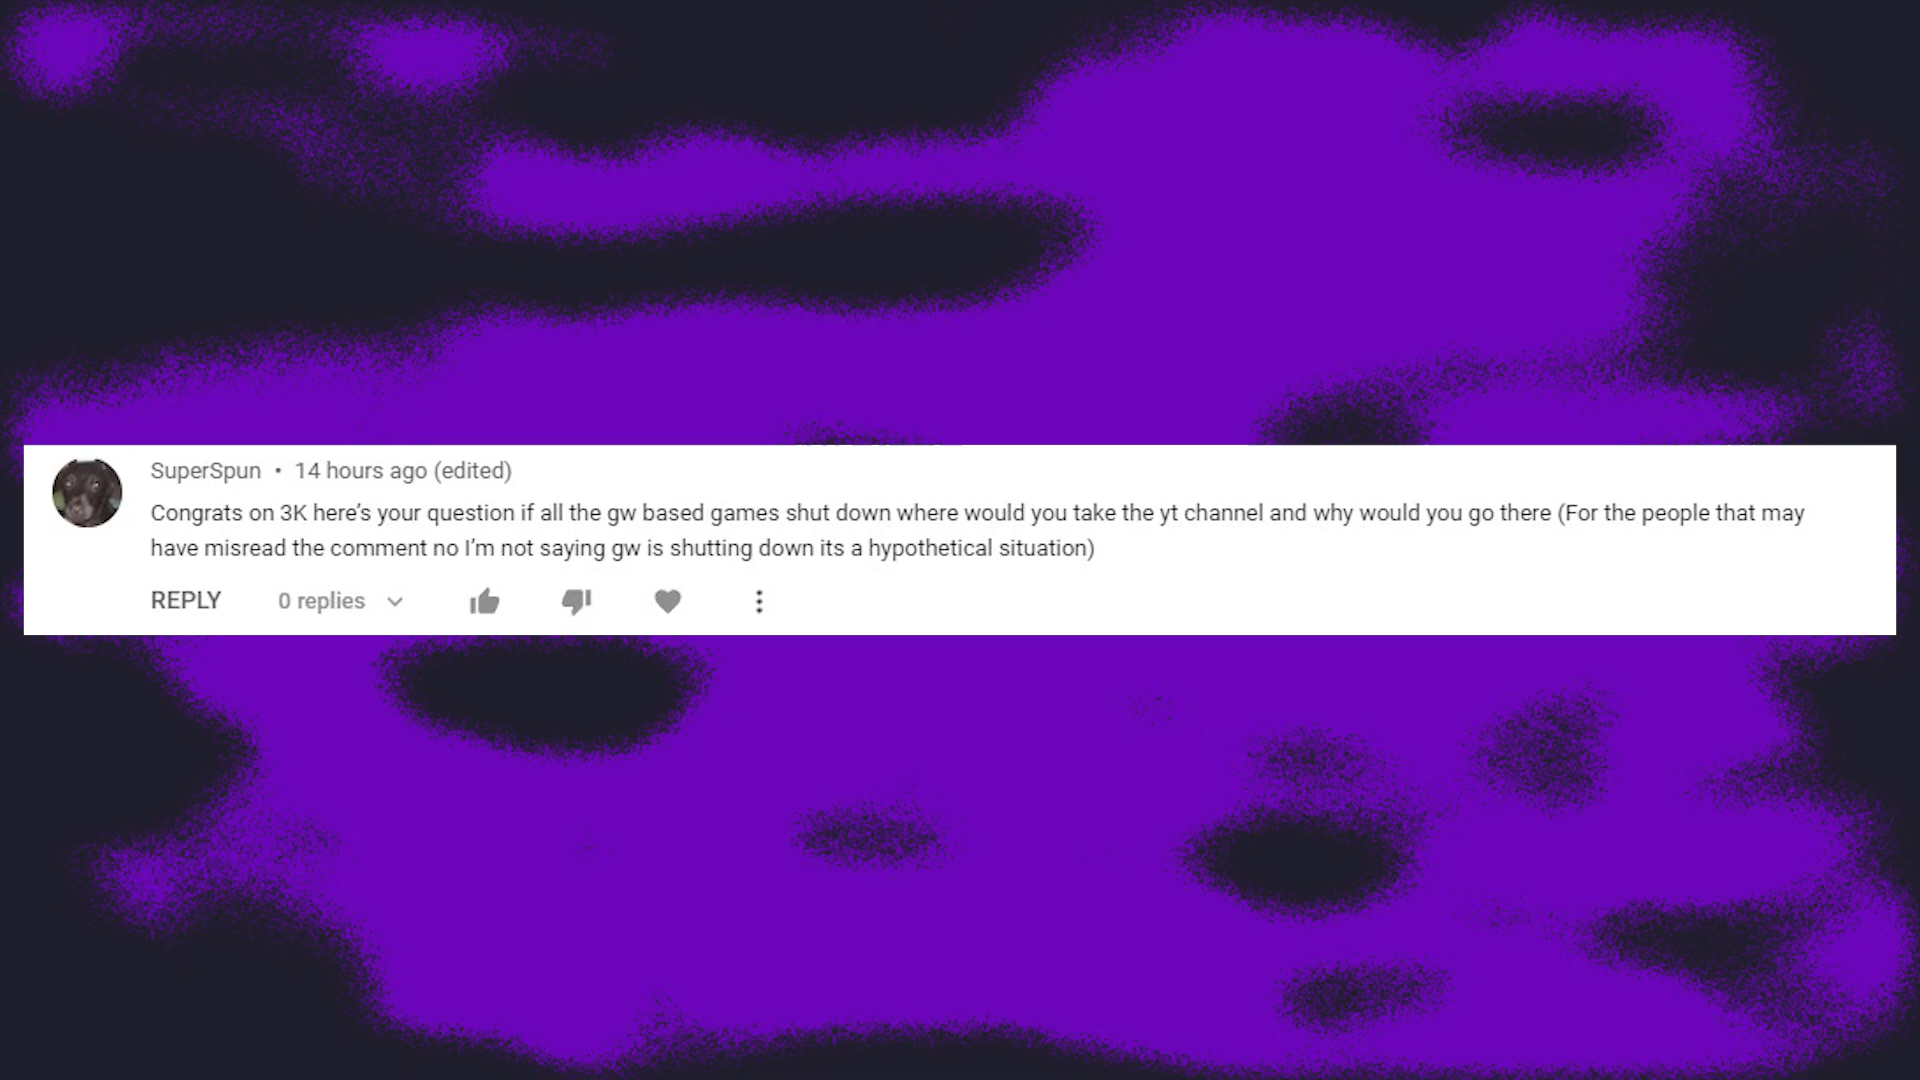 SuperSpun • 14 hours ago (edited)
Congrats on 3K here’s your question if all the gw based games shut down where would you take the yt channel and why would you go there (For the people that may
have misread the comment no I’m not saying gw is shutting down its a hypothetical situation)
REPLY 0 replies